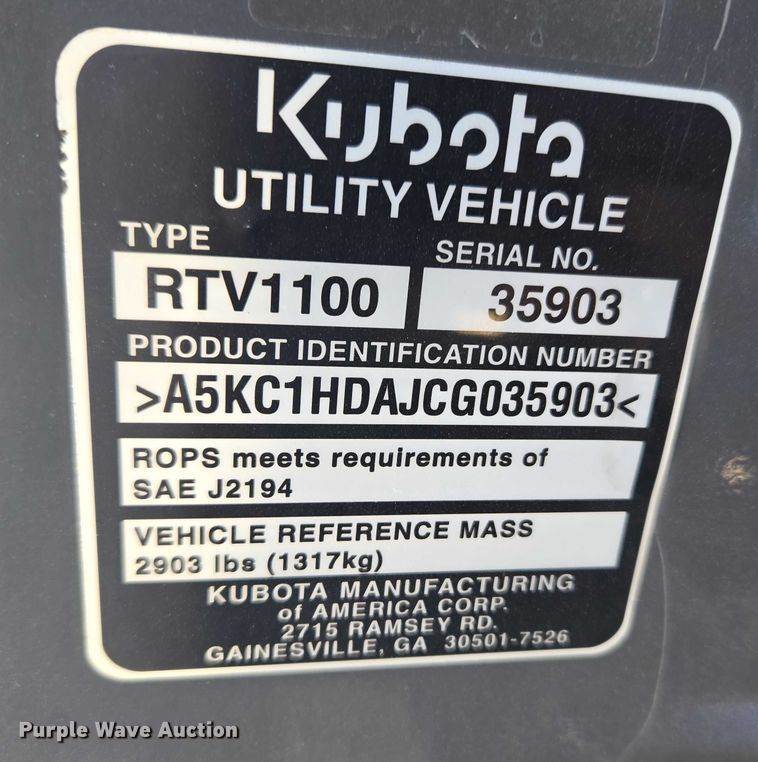 Kubota
UTILITY VEHICLE
TYPE
SERIAL NO.
RTV1100
35903
PRODUCT IDENTIFICATION NUMBER
>A5KC1HDAJCG035903<
ROPS meets requirements of
SAE J2194
VEHICLE REFERENCE MASS
2903 lbs (1317kg)
KUBOTA MANUFACTURING
of AMERICA CORP.
2715 RAMSEY RD.
GAINESVILLE, GA 30501-7526
Purple Wave Auction